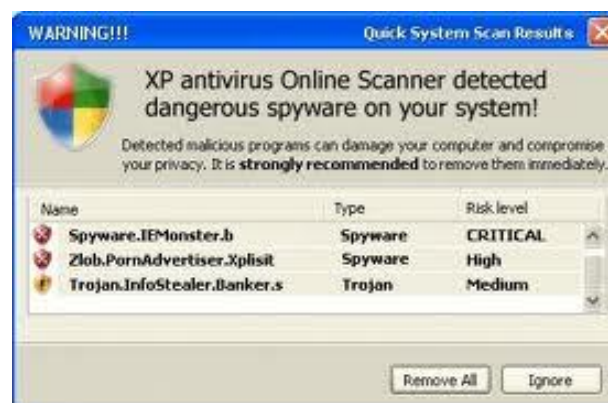 WARNING!!! Quick System Scan Results
XP antivirus Online Scanner detected
dangerous spyware on your system!
Detected malicious programs can damage your computer and compromise
your privacy. It is strongly recommended to remove them immediately.
Name Type Risk level
Spyware.IEMonster.b Spyware CRITICAL
Zlob.PornAdvertiser.Xplisit Spyware High
Trojan.InfoStealer.Banker.s Trojan Medium
Remove All Ignore